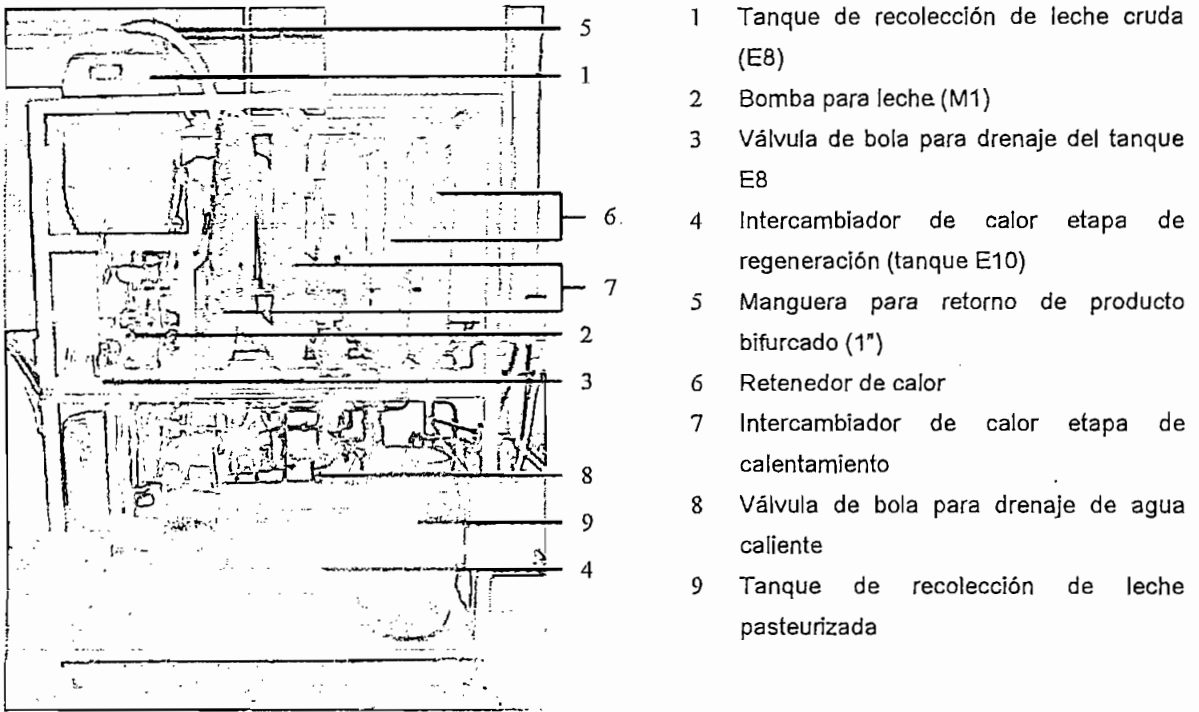 5
1
6.
7
2
3
8
9
4
1 Tanque de recolección de leche cruda
(E8)
2 Bomba para leche (M1)
3 Válvula de bola para drenaje del tanque
E8
4 Intercambiador de calor etapa de
regeneración (tanque E10)
5 Manguera para retorno de producto
bifurcado (1")
6 Retenedor de calor
7 Intercambiador de calor etapa de
calentamiento
8 Válvula de bola para drenaje de agua
caliente
9 Tanque de recolección de leche
pasteurizada